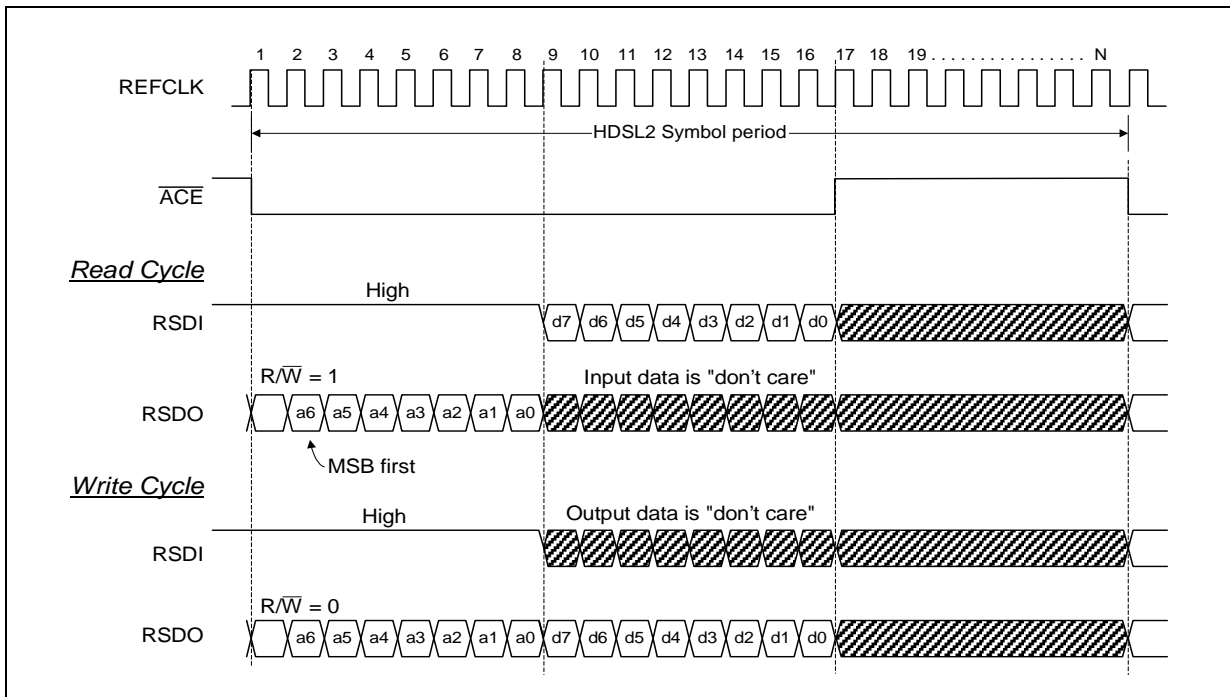 1 2 3 4 5 6 7 8 9 10 11 12 13 14 15 16 17 18 19 . . . . . . . . . . . . . . . . N
REFCLK
HDSL2 Symbol period
ACE
Read Cycle
High
RSDI d7 d6 d5 d4 d3 d2 d1 d0
R/W = 1 Input data is "don't care"
RSDO a6 a5 a4 a3 a2 a1 a0
MSB first
Write Cycle
High Output data is "don't care"
RSDI
R/W = 0
RSDO a6 a5 a4 a3 a2 a1 a0 d7 d6 d5 d4 d3 d2 d1 d0